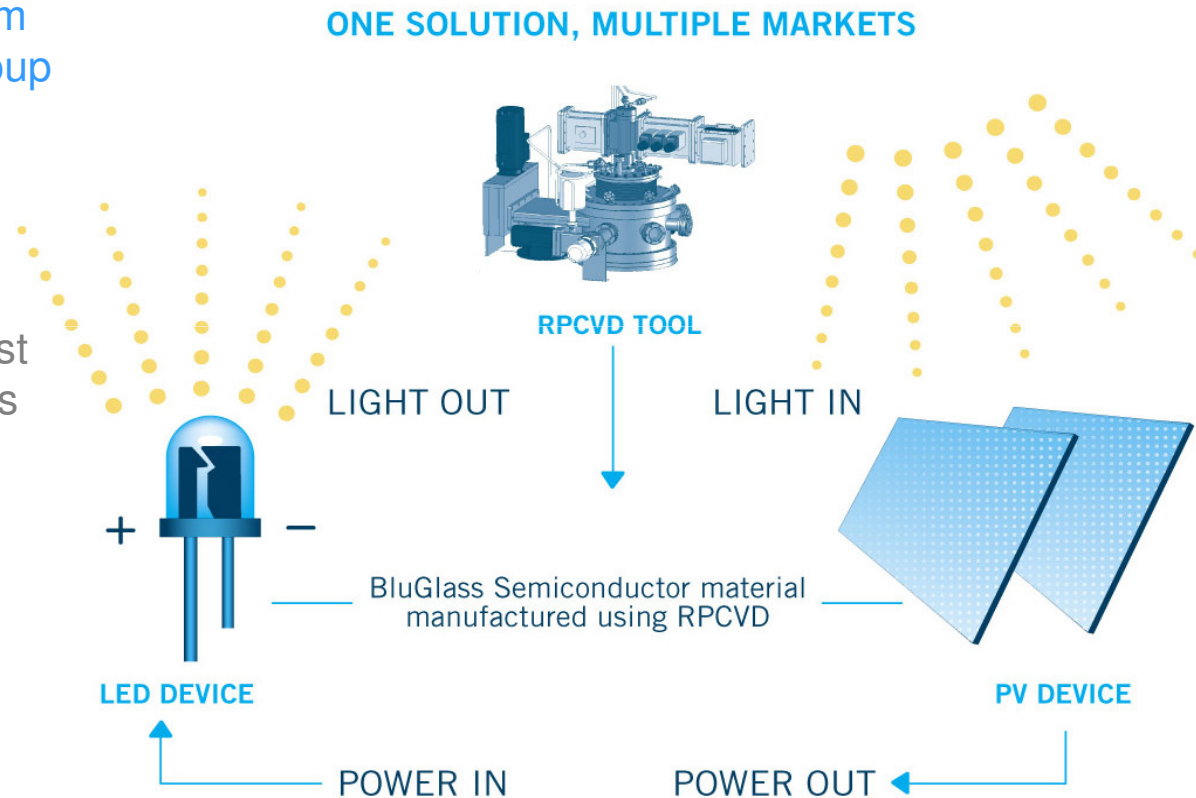 ONE SOLUTION, MULTIPLE MARKETS
RPCVD TOOL
LIGHT OUT
LIGHT IN
+
−
BluGlass Semiconductor material
manufactured using RPCVD
LED DEVICE
PV DEVICE
POWER IN
POWER OUT